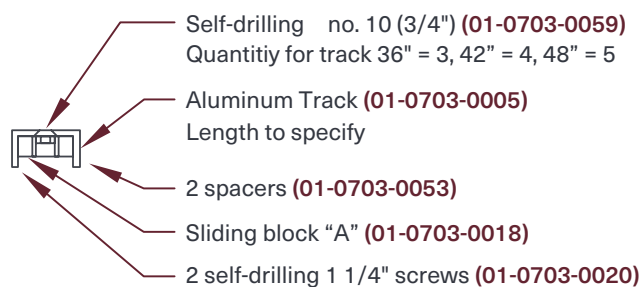 Self-drilling no. 10 (3/4") (01-0703-0059)
Quantitiy for track 36" = 3, 42” = 4, 48” = 5
Aluminum Track (01-0703-0005)
Length to specify
2 spacers (01-0703-0053)
Sliding block “A” (01-0703-0018)
2 self-drilling 1 1/4" screws (01-0703-0020)